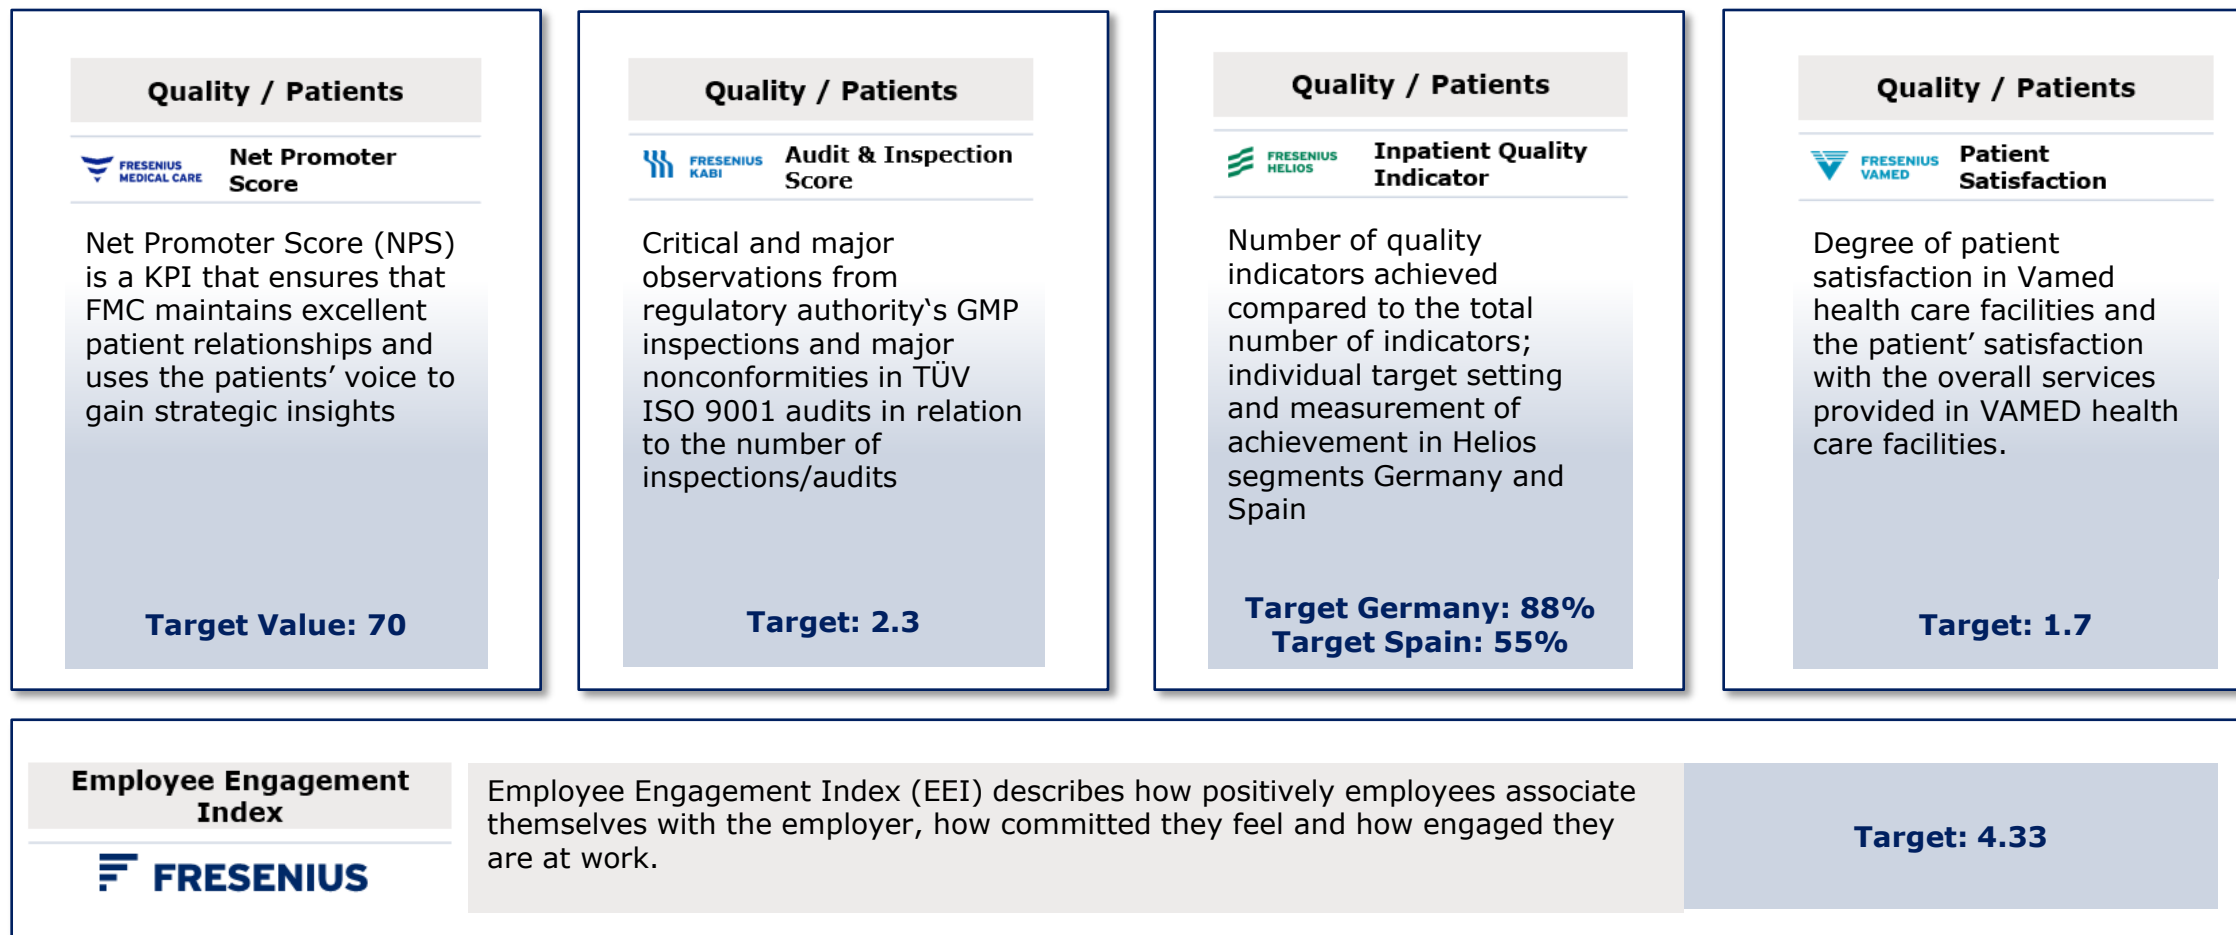 Quality / Patients
FRESENIUS
MEDICAL CARE
Net Promoter
Score
Net Promoter Score (NPS)
is a KPI that ensures that
FMC maintains excellent
patient relationships and
uses the patients’ voice to
gain strategic insights
Target Value: 70
Quality / Patients
FRESENIUS
KABI
Audit & Inspection
Score
Critical and major
observations from
regulatory authority‘s GMP
inspections and major
nonconformities in TÜV
ISO 9001 audits in relation
to the number of
inspections/audits
Target: 2.3
Quality / Patients
FRESENIUS
HELIOS
Inpatient Quality
Indicator
Number of quality
indicators achieved
compared to the total
number of indicators;
individual target setting
and measurement of
achievement in Helios
segments Germany and
Spain
Target Germany: 88%
Target Spain: 55%
Quality / Patients
FRESENIUS
VAMED
Patient
Satisfaction
Degree of patient
satisfaction in Vamed
health care facilities and
the patient’ satisfaction
with the overall services
provided in VAMED health
care facilities.
Target: 1.7
Employee Engagement
Index
FRESENIUS
Employee Engagement Index (EEI) describes how positively employees associate
themselves with the employer, how committed they feel and how engaged they
are at work.
Target: 4.33